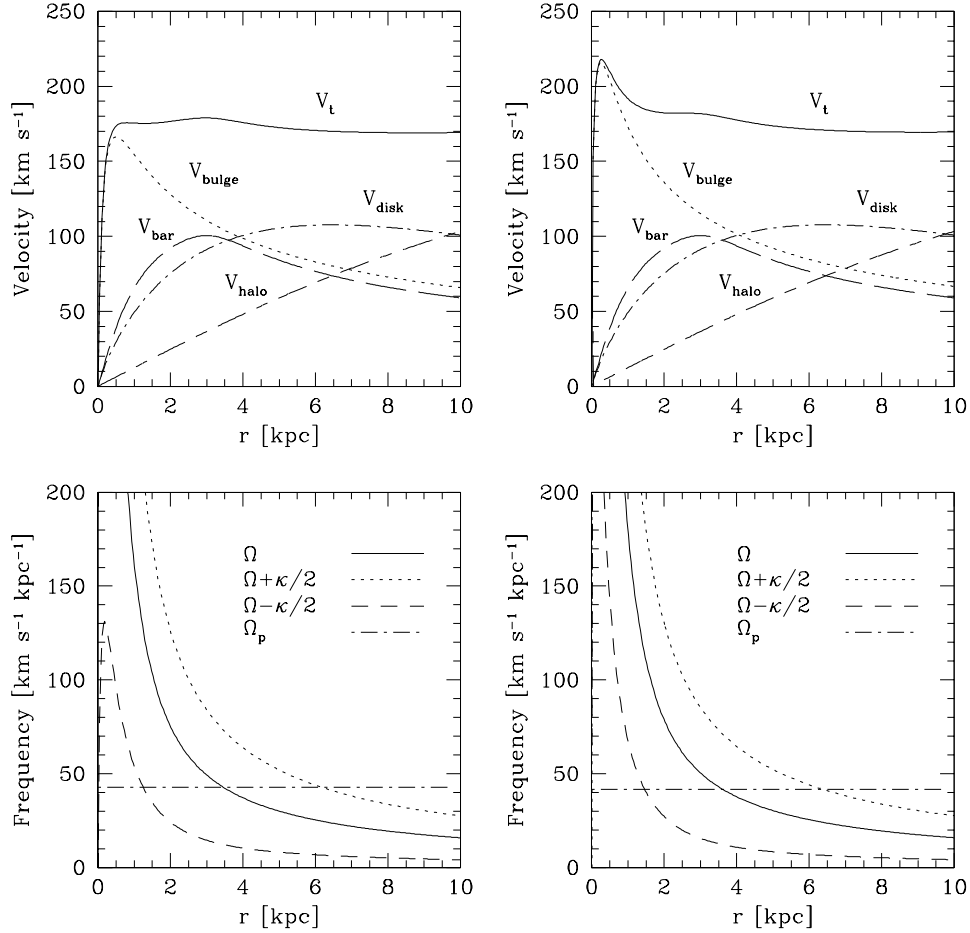 250
200
150
100
50
0
Velocity [km s⁻¹]
V_t
V_bulge
V_disk
V_bar
V_halo
0 2 4 6 8 10
r [kpc]
250
200
150
100
50
0
Velocity [km s⁻¹]
V_t
V_bulge
V_disk
V_bar
V_halo
0 2 4 6 8 10
r [kpc]
200
150
100
50
0
Frequency [km s⁻¹ kpc⁻¹]
Ω
Ω+κ/2
Ω−κ/2
Ω_p
0 2 4 6 8 10
r [kpc]
200
150
100
50
0
Frequency [km s⁻¹ kpc⁻¹]
Ω
Ω+κ/2
Ω−κ/2
Ω_p
0 2 4 6 8 10
r [kpc]